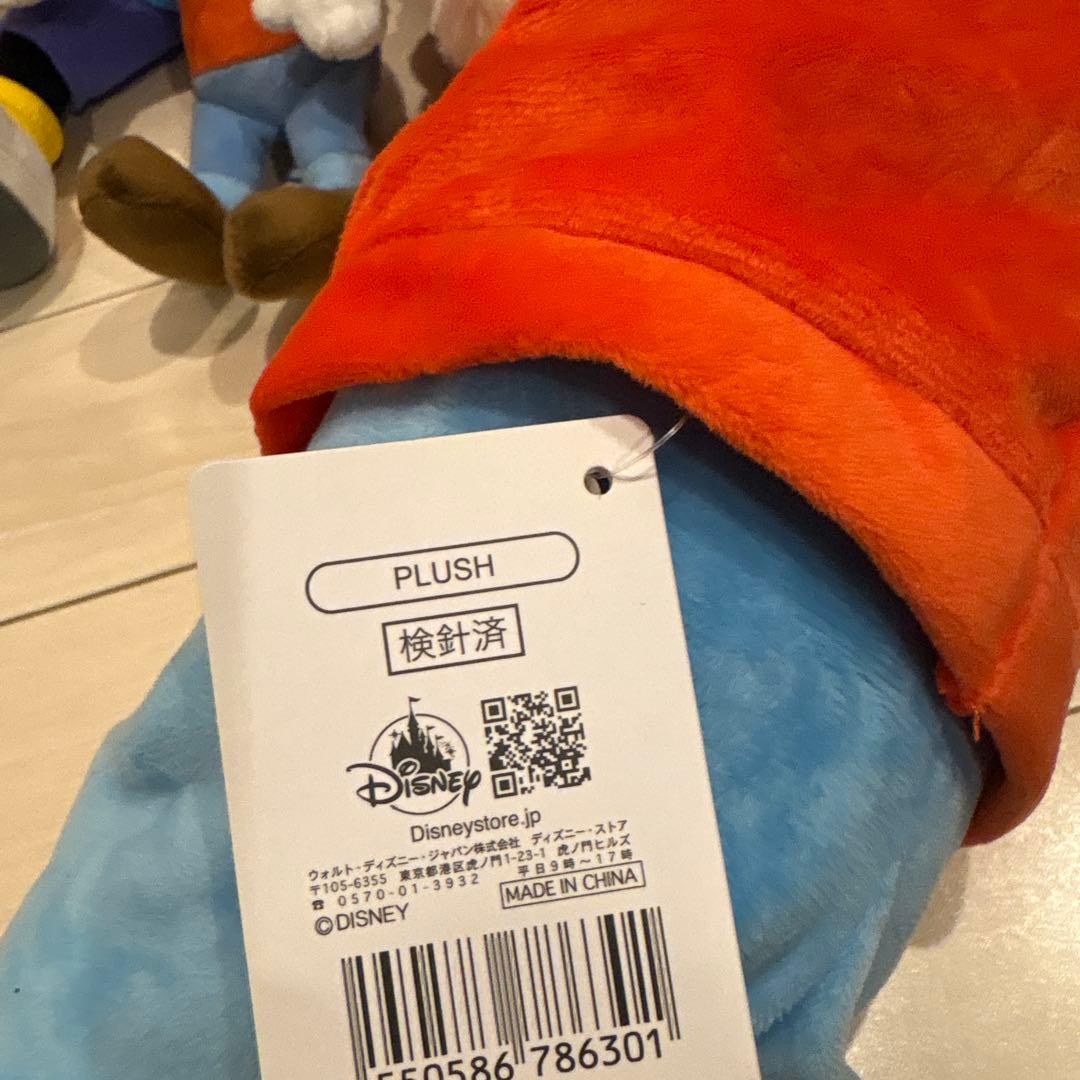 PLUSH
検針済
Disney
Disneystore.jp
ウォルト・ディズニー・ジャパン株式会社 ディズニー・ストア
〒105-6355 東京都港区虎ノ門1-23-1 虎ノ門ヒルズ
☎ 0570-01-3932 平日9時～17時
©DISNEY
MADE IN CHINA
550586 786301